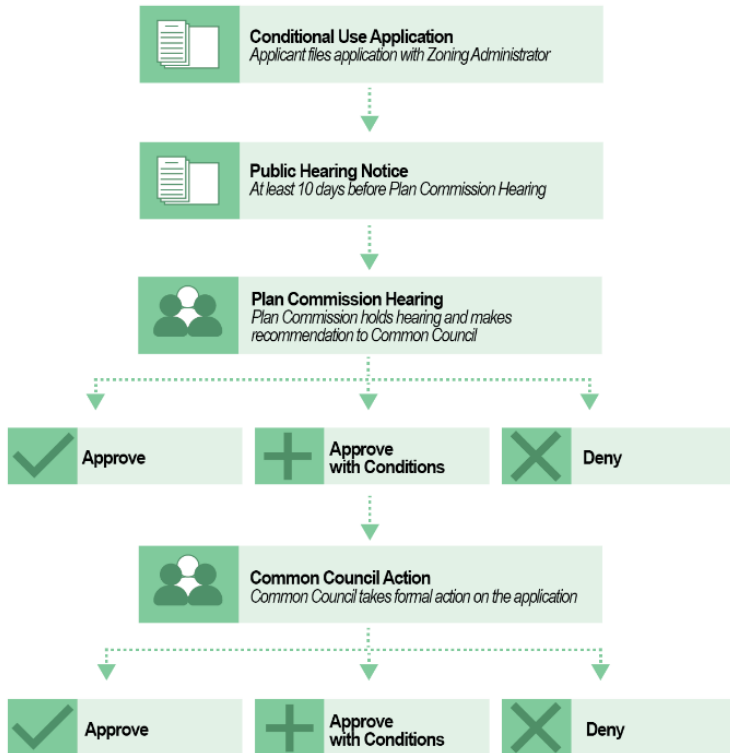 Conditional Use Application
Applicant files application with Zoning Administrator
Public Hearing Notice
At least 10 days before Plan Commission Hearing
Plan Commission Hearing
Plan Commission holds hearing and makes
recommendation to Common Council
Approve
Approve
with Conditions
Deny
Common Council Action
Common Council takes formal action on the application
Approve
Approve
with Conditions
Deny